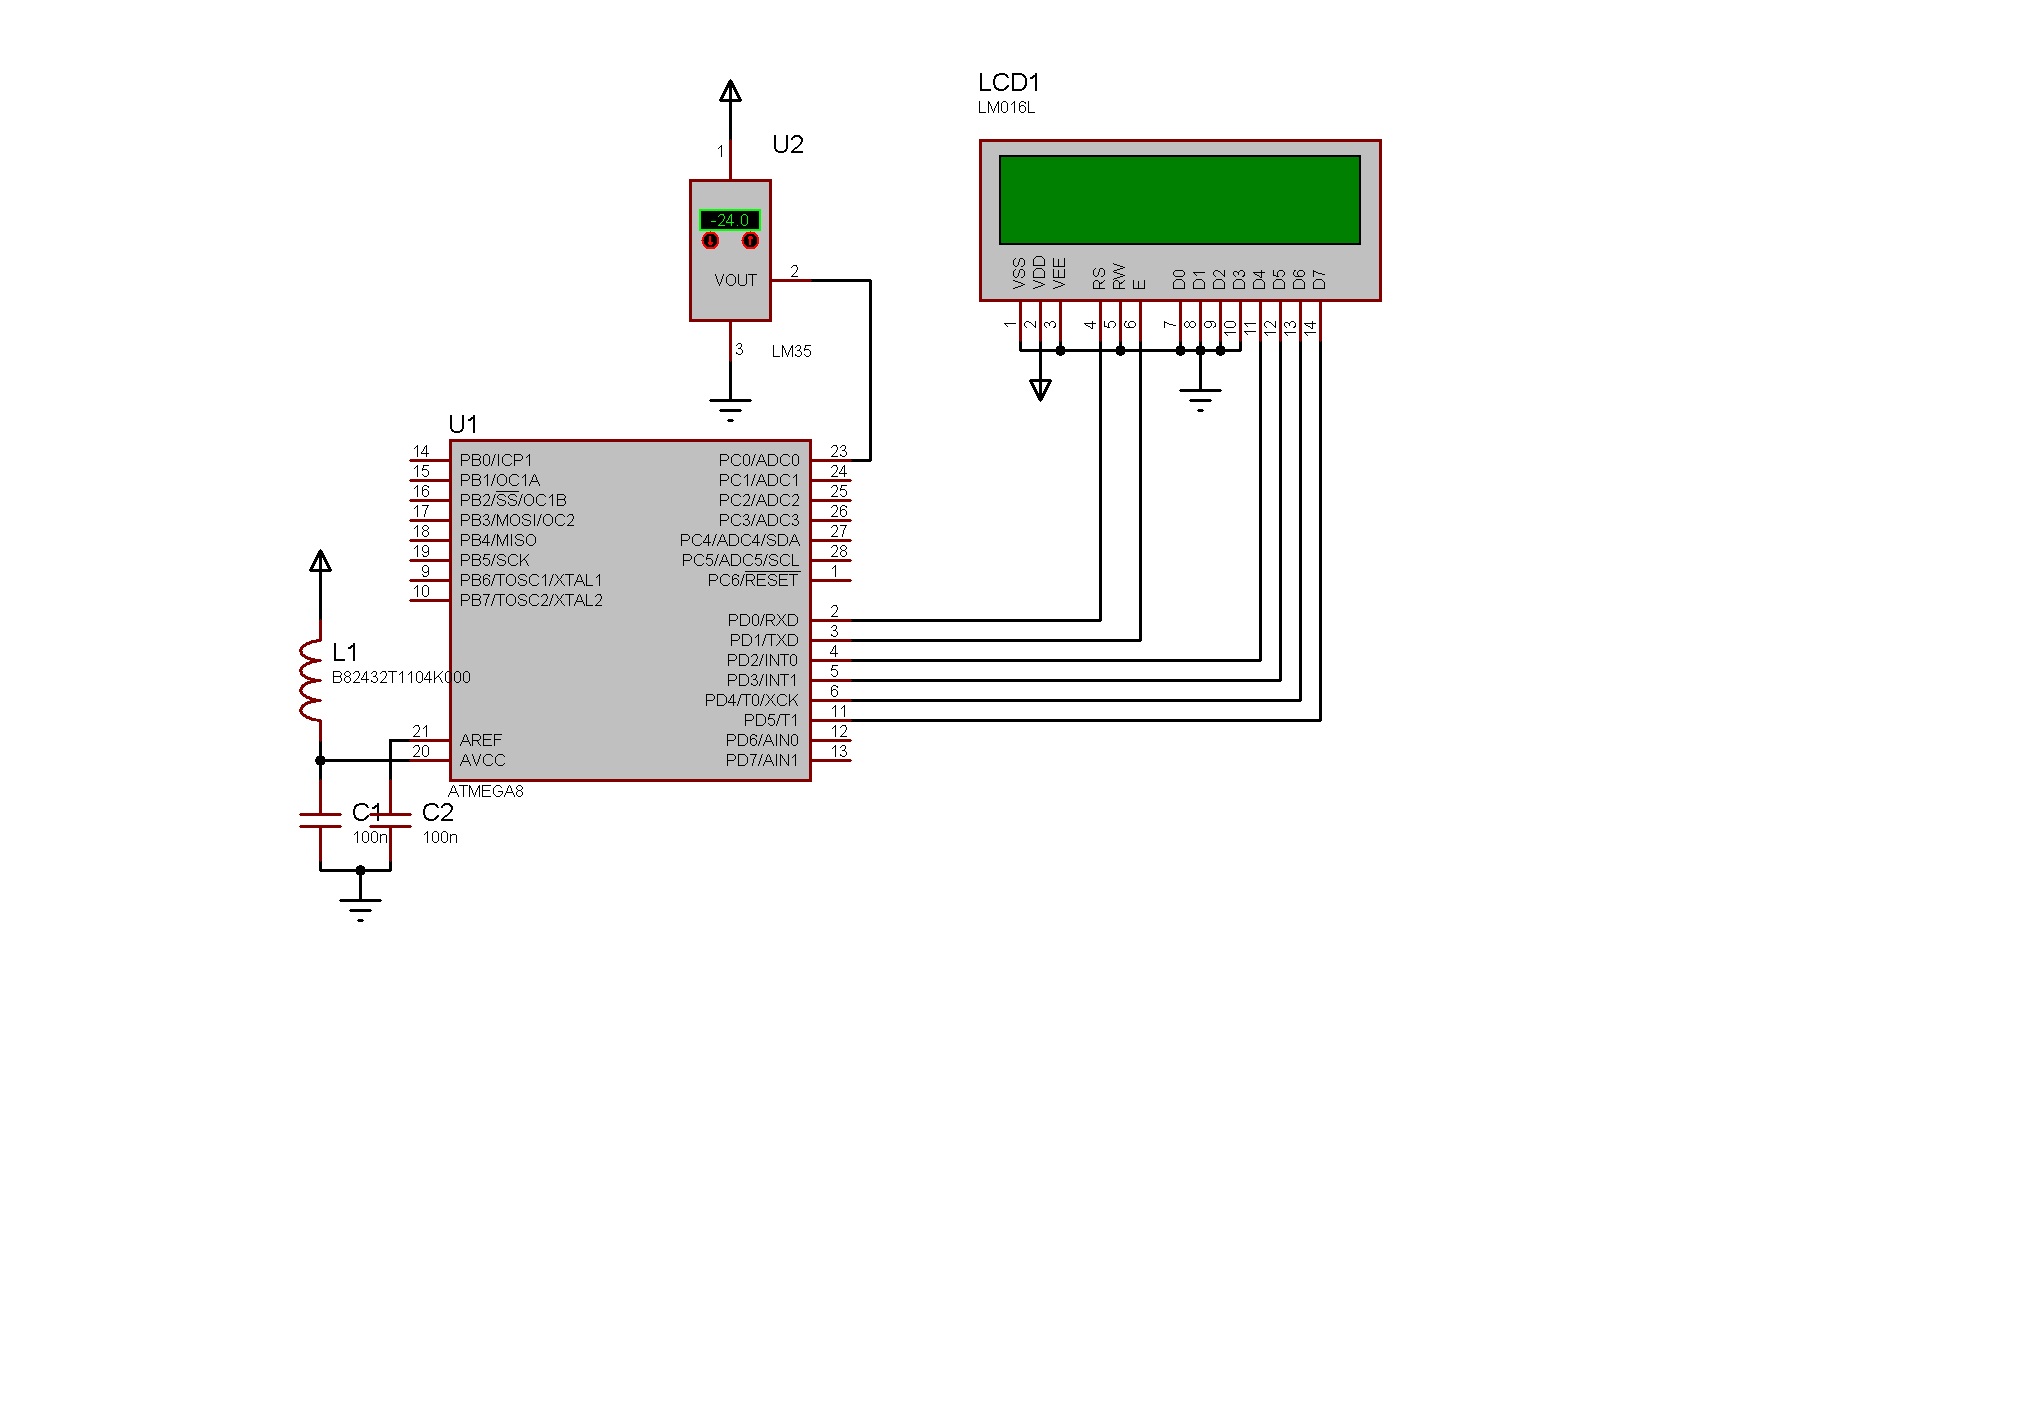 LCD1
LM016L
U2
1
-24.0
VOUT
2
3
LM35
VSS
VDD
VEE
RS
RW
E
D0
D1
D2
D3
D4
D5
D6
D7
1
2
3
4
5
6
7
8
9
10
11
12
13
14
U1
14 PB0/ICP1 PC0/ADC0 23
15 PB1/OC1A PC1/ADC1 24
16 PB2/SS/OC1B PC2/ADC2 25
17 PB3/MOSI/OC2 PC3/ADC3 26
18 PB4/MISO PC4/ADC4/SDA 27
19 PB5/SCK PC5/ADC5/SCL 28
9 PB6/TOSC1/XTAL1 PC6/RESET 1
10 PB7/TOSC2/XTAL2
PD0/RXD 2
PD1/TXD 3
PD2/INT0 4
PD3/INT1 5
PD4/T0/XCK 6
PD5/T1 11
21 AREF PD6/AIN0 12
20 AVCC PD7/AIN1 13
ATMEGA8
L1
B82432T1104K000
C1
100n
C2
100n